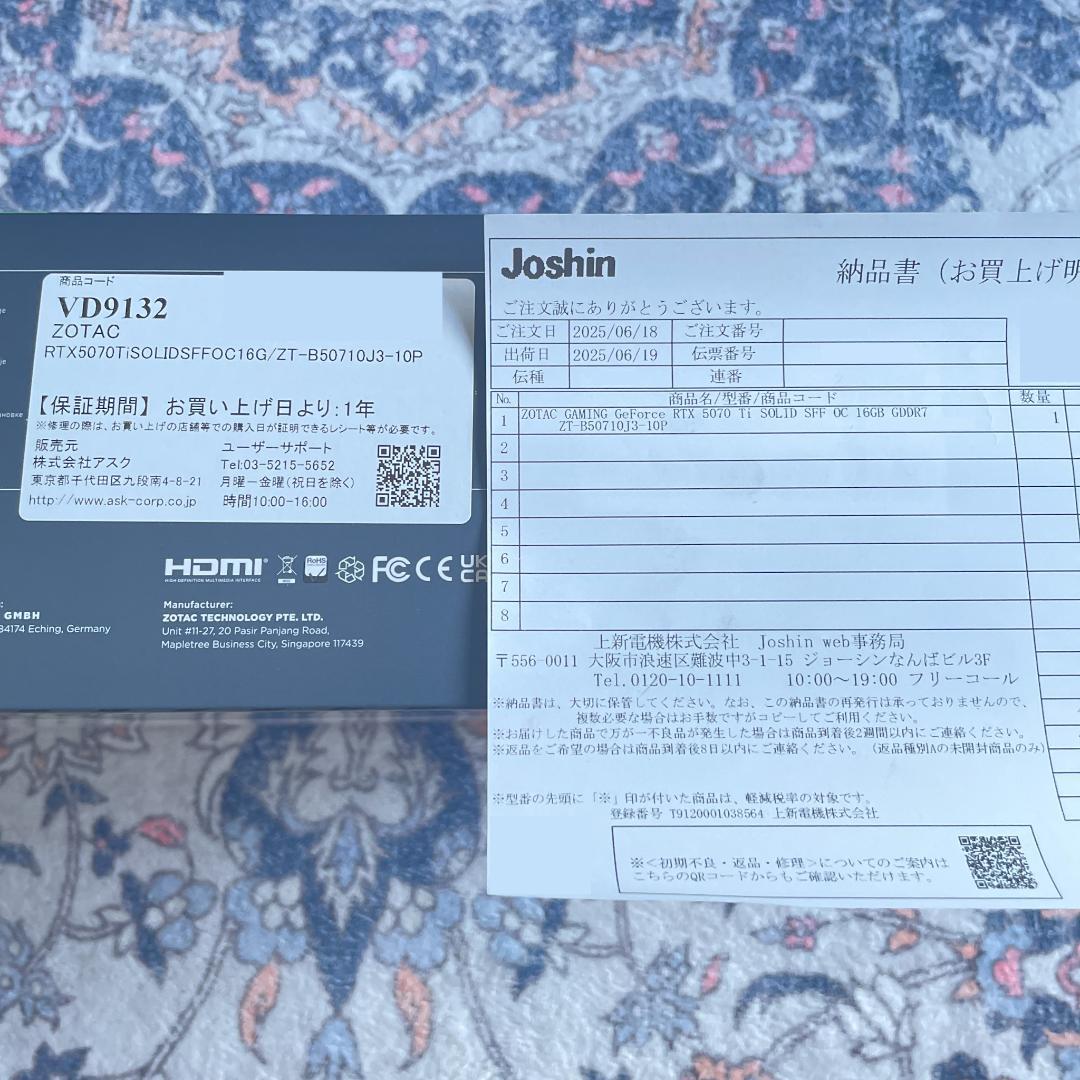 商品コード
VD9132
ZOTAC
RTX5070TiSOLIDSFFOC16G/ZT-B50710J3-10P
【保証期間】 お買い上げ日より:1年
※修理の際は、お買い上げの店舗等での購入日が証明できるレシート等が必要です。
販売元
株式会社アスク
東京都千代田区九段南4-8-21
http://www.ask-corp.co.jp
ユーザーサポート
Tel:03-5215-5652
月曜ー金曜(祝日を除く)
時間10:00-16:00
HDMI
HIGH-DEFINITION MULTIMEDIA INTERFACE
RoHS
FC CE UK
CA
GMBH
84174 Eching, Germany
Manufacturer:
ZOTAC TECHNOLOGY PTE. LTD.
Unit #11-27, 20 Pasir Panjang Road,
Mapletree Business City, Singapore 117439
Joshin
納品書（お買上げ明
ご注文誠にありがとうございます。
ご注文日 2025/06/18 ご注文番号
出荷日 2025/06/19 伝票番号
伝種 連番
No. 商品名/型番/商品コード 数量
1 ZOTAC GAMING GeForce RTX 5070 Ti SOLID SFF OC 16GB GDDR7 1
ZT-B50710J3-10P
2
3
4
5
6
7
8
上新電機株式会社 Joshin web事務局
〒556-0011 大阪市浪速区難波中3-1-15 ジョーシンなんばビル3F
Tel.0120-10-1111 10:00〜19:00 フリーコール
※納品書は、大切に保管してください。なお、この納品書の再発行は承っておりませんので、
複数必要な場合はお手数ですがコピーしてご利用ください。
※お届けした商品で万が一不良品が発生した場合は商品到着後2週間以内にご連絡ください。
※返品をご希望の場合は商品到着後8日以内にご連絡ください。（返品種別Aの未開封商品のみ）
※型番の先頭に「※」印が付いた商品は、軽減税率の対象です。
登録番号 T9120001038564 上新電機株式会社
※＜初期不良・返品・修理＞についてのご案内は
こちらのQRコードからもご確認いただけます。